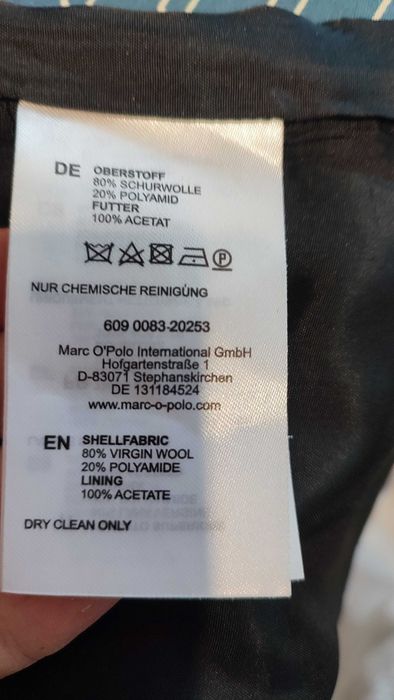 DE OBERSTOFF
80% SCHURWOLLE
20% POLYAMID
FUTTER
100% ACETAT
P
NUR CHEMISCHE REINIGUNG
609 0083-20253
Marc O'Polo International GmbH
Hofgartenstraße 1
D-83071 Stephanskirchen
DE 131184524
www.marc-o-polo.com
EN SHELLFABRIC
80% VIRGIN WOOL
20% POLYAMIDE
LINING
100% ACETATE
DRY CLEAN ONLY